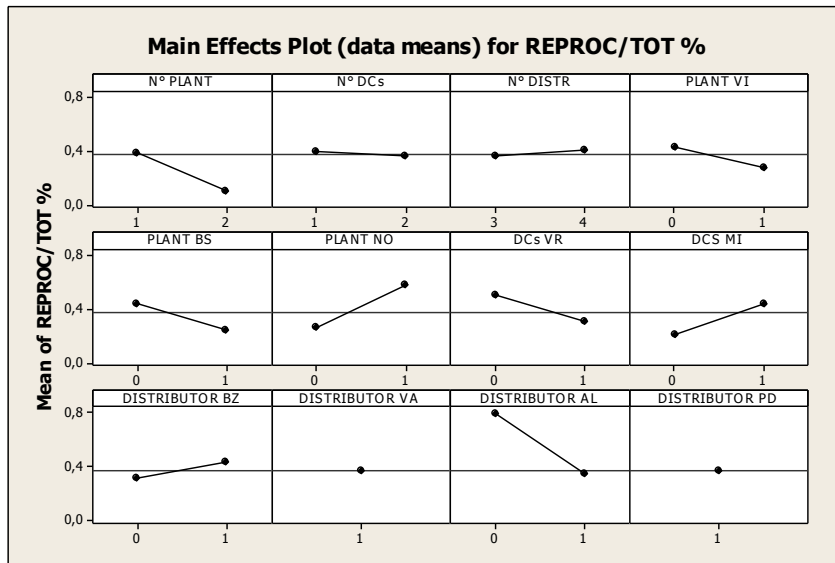 Main Effects Plot (data means) for REPROC/TOT %
Mean of REPROC/TOT %
N° PLANT N° DCs N° DISTR PLANT VI
0,8
0,4
0,0
1 2 1 2 3 4 0 1
PLANT BS PLANT NO DCs VR DCS MI
0,8
0,4
0,0
0 1 0 1 0 1 0 1
DISTRIBUTOR BZ DISTRIBUTOR VA DISTRIBUTOR AL DISTRIBUTOR PD
0,8
0,4
0,0
0 1 1 0 1 1